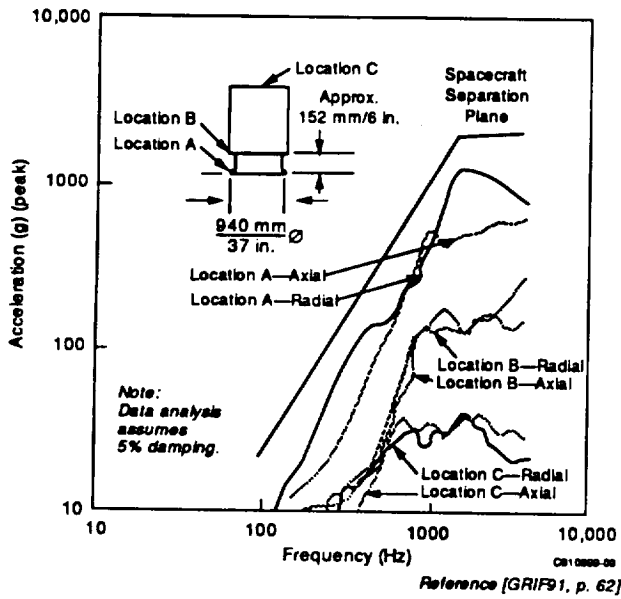 10,000
1000
100
10
Acceleration (g) (peak)
Location C
Approx.
152 mm/6 in.
Location B
Location A
940 mm
37 in. Ø
Spacecraft
Separation
Plane
Location A—Axial
Location A—Radial
Location B—Radial
Location B—Axial
Note:
Data analysis
assumes
5% damping.
Location C—Radial
Location C—Axial
10
100
1000
10,000
Frequency (Hz)
Reference [GRIF91, p. 62]